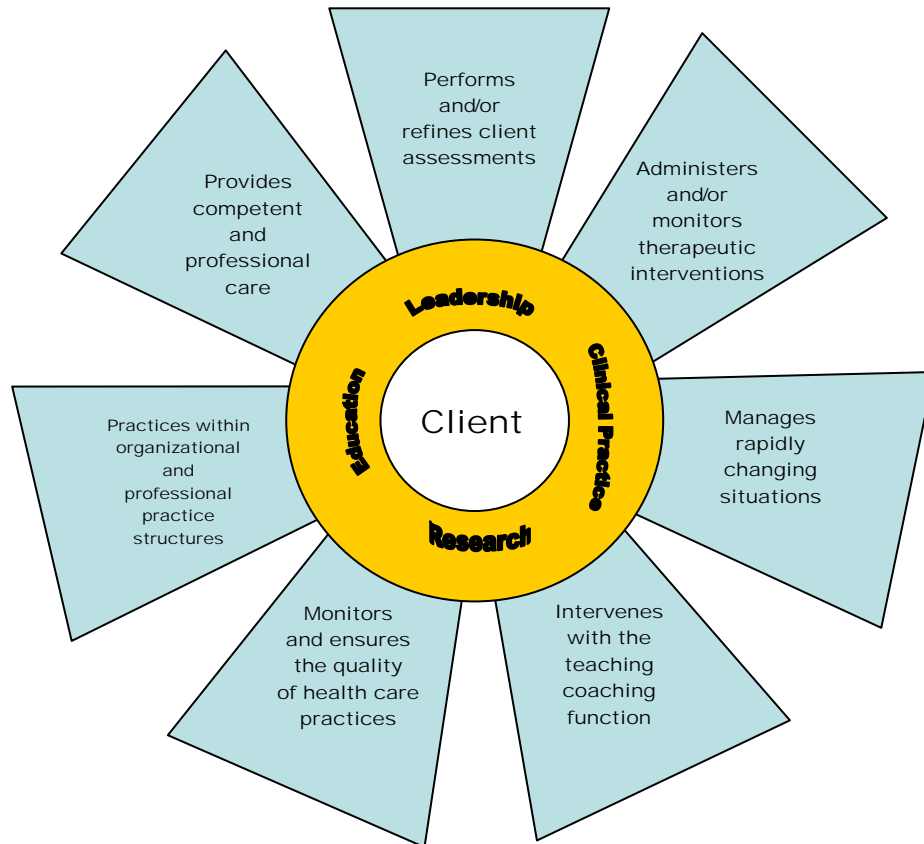 Performs
and/or
refines client
assessments
Administers
and/or
monitors
therapeutic
interventions
Manages
rapidly
changing
situations
Intervenes
with the
teaching
coaching
function
Monitors
and ensures
the quality
of health care
practices
Practices within
organizational
and
professional
practice
structures
Provides
competent
and
professional
care
Leadership
Clinical Practice
Research
Education
Client